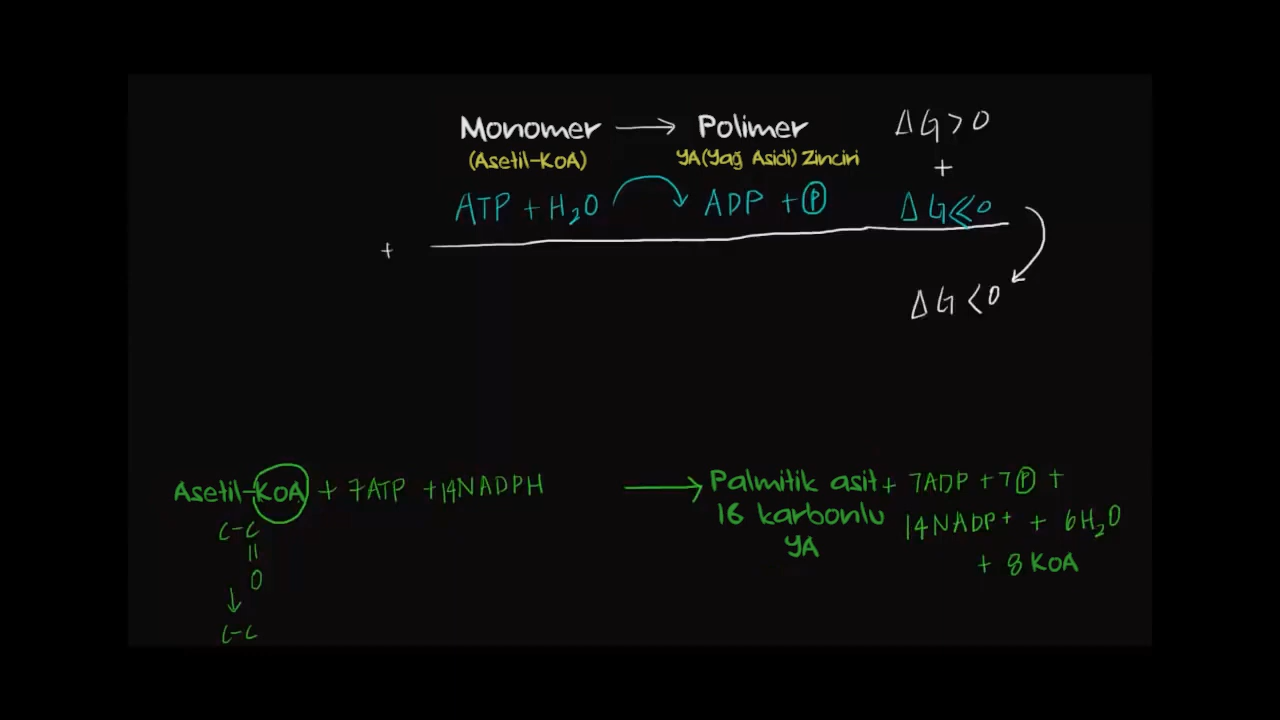 Monomer → Polimer ΔG>0
(Asetil-KoA) YA(Yağ Asidi) Zinciri +
ATP + H₂O ADP + Ⓟ ΔG≪0
+
ΔG<0
Asetil-KoA + 7ATP +14NADPH → Palmitik asit + 7ADP + 7Ⓟ +
C-C 16 karbonlu 14NADP⁺ + 6H₂O
|| YA + 8 KoA
O
↓
C-C